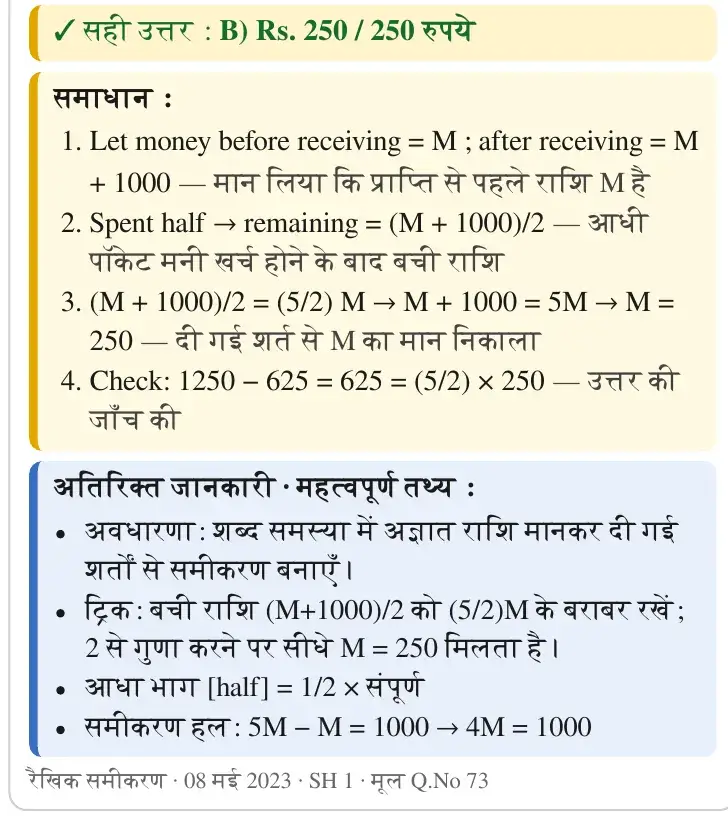 ✓ सही उत्तर : B) Rs. 250 / 250 रुपये
समाधान :
1. Let money before receiving = M ; after receiving = M
+ 1000 — मान लिया कि प्राप्ति से पहले राशि M है
2. Spent half → remaining = (M + 1000)/2 — आधी
पॉकेट मनी खर्च होने के बाद बची राशि
3. (M + 1000)/2 = (5/2) M → M + 1000 = 5M → M =
250 — दी गई शर्त से M का मान निकाला
4. Check: 1250 − 625 = 625 = (5/2) × 250 — उत्तर की
जाँच की
अतिरिक्त जानकारी · महत्वपूर्ण तथ्य :
• अवधारणा : शब्द समस्या में अज्ञात राशि मानकर दी गई
शर्तों से समीकरण बनाएँ।
• ट्रिक : बची राशि (M+1000)/2 को (5/2)M के बराबर रखें ;
2 से गुणा करने पर सीधे M = 250 मिलता है।
• आधा भाग [half] = 1/2 × संपूर्ण
• समीकरण हल : 5M − M = 1000 → 4M = 1000
रैखिक समीकरण · 08 मई 2023 · SH 1 · मूल Q.No 73